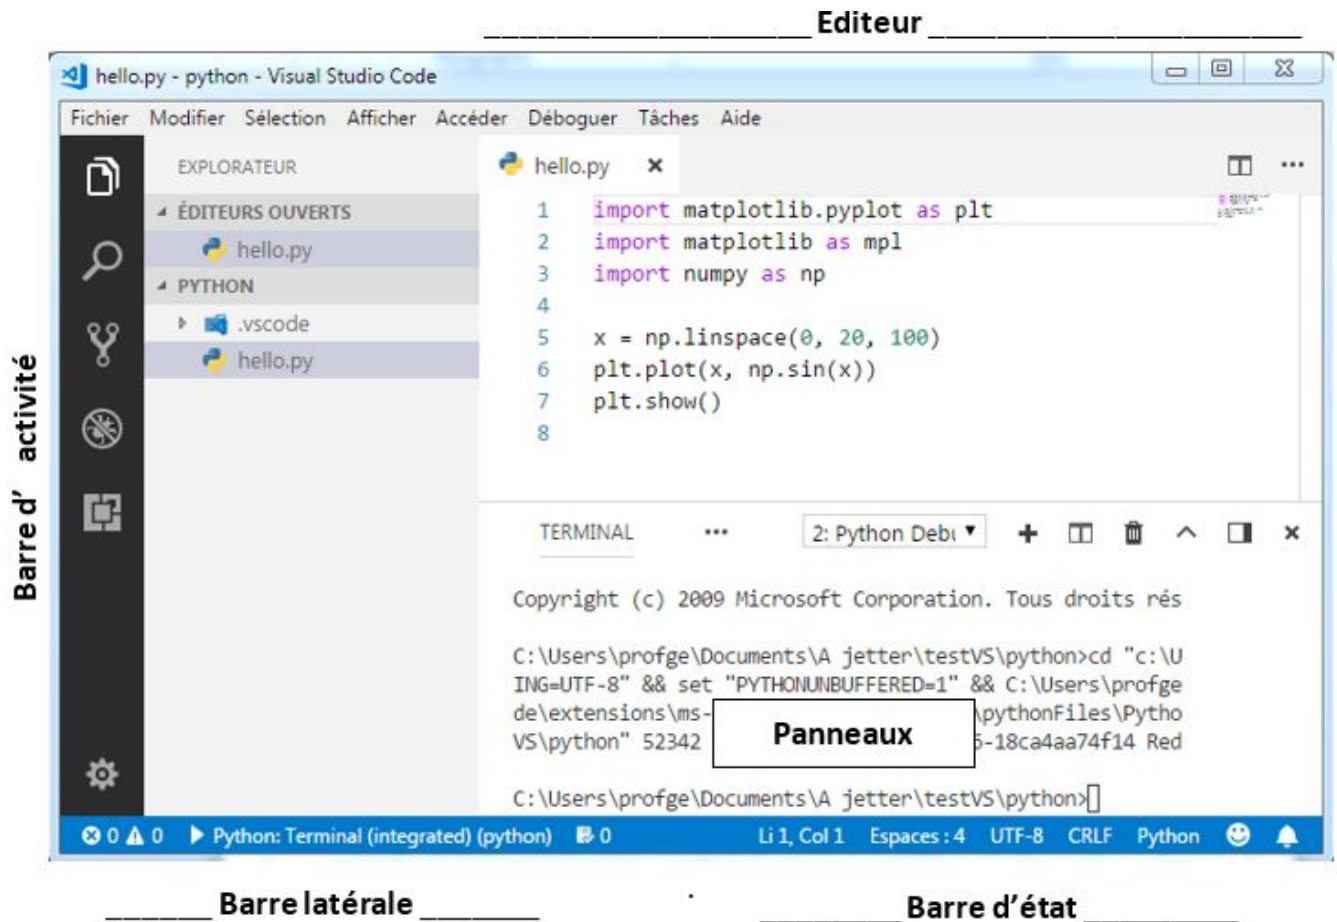 Editeur
hello.py - python - Visual Studio Code
Fichier Modifier Sélection Afficher Accéder Déboguer Tâches Aide
EXPLORATEUR
ÉDITEURS OUVERTS
hello.py
PYTHON
.vscode
hello.py
hello.py
1 import matplotlib.pyplot as plt
2 import matplotlib as mpl
3 import numpy as np
4
5 x = np.linspace(0, 20, 100)
6 plt.plot(x, np.sin(x))
7 plt.show()
8
Barre d' activité
TERMINAL ... 2: Python Debu
Copyright (c) 2009 Microsoft Corporation. Tous droits rés
C:\Users\profge\Documents\A jetter\testVS\python>cd "c:\U
ING=UTF-8" && set "PYTHONUNBUFFERED=1" && C:\Users\profge
de\extensions\ms- \pythonFiles\Pytho
VS\python" 52342 -18ca4aa74f14 Red
Panneaux
C:\Users\profge\Documents\A jetter\testVS\python>
0 0 Python: Terminal (integrated) (python) 0 Li 1, Col 1 Espaces : 4 UTF-8 CRLF Python
Barre latérale
Barre d'état